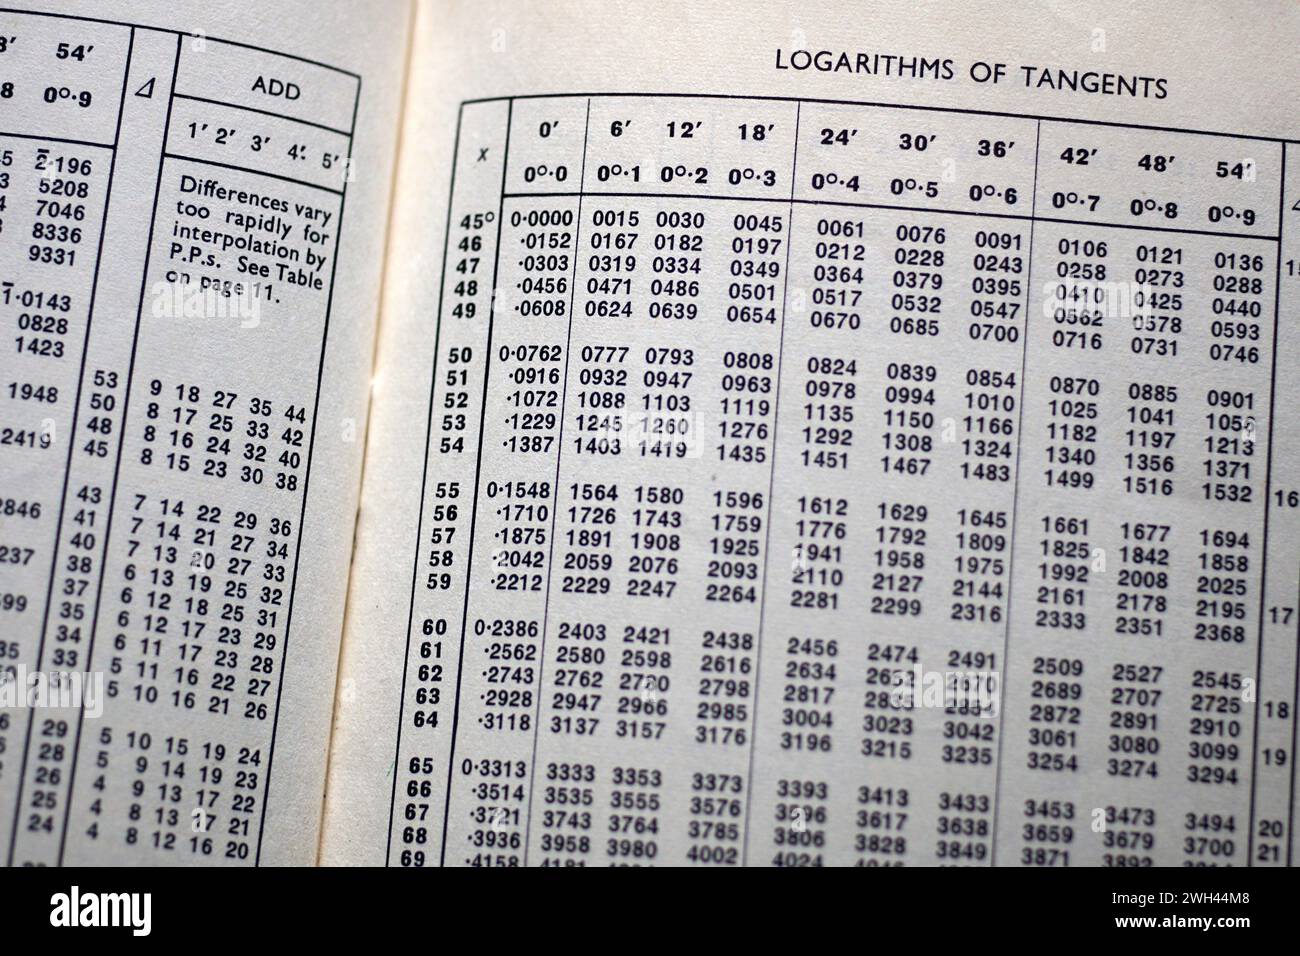 3′ 54′
8 0°·9
Δ
ADD
1′ 2′ 3′ 4′ 5′
Differences vary
too rapidly for
interpolation by
P.P.s. See Table
on page 11.
2̄·196
5208
7046
8336
9331
1̄·0143
0828
1423
53 9 18 27 35 44
1948 50 8 17 25 33 42
48 8 16 24 32 40
2419 45 8 15 23 30 38
43 7 14 22 29 36
2846 41 7 14 21 27 34
40 7 13 20 27 33
237 38 6 13 19 25 32
37 6 12 18 25 31
599 35 6 12 17 23 29
34 6 11 17 23 28
33 5 11 16 22 27
31 5 10 16 21 26
29 5 10 15 19 24
28 5 9 14 19 23
26 4 9 13 17 22
25 4 8 13 17 21
24 4 8 12 16 20
LOGARITHMS OF TANGENTS
x 0′ 6′ 12′ 18′ 24′ 30′ 36′ 42′ 48′ 54′
0°·0 0°·1 0°·2 0°·3 0°·4 0°·5 0°·6 0°·7 0°·8 0°·9
45° 0·0000 0015 0030 0045 0061 0076 0091 0106 0121 0136
46 ·0152 0167 0182 0197 0212 0228 0243 0258 0273 0288
47 ·0303 0319 0334 0349 0364 0379 0395 0410 0425 0440
48 ·0456 0471 0486 0501 0517 0532 0547 0562 0578 0593
49 ·0608 0624 0639 0654 0670 0685 0700 0716 0731 0746
50 0·0762 0777 0793 0808 0824 0839 0854 0870 0885 0901
51 ·0916 0932 0947 0963 0978 0994 1010 1025 1041 1056
52 ·1072 1088 1103 1119 1135 1150 1166 1182 1197 1213
53 ·1229 1245 1260 1276 1292 1308 1324 1340 1356 1371
54 ·1387 1403 1419 1435 1451 1467 1483 1499 1516 1532 16
55 0·1548 1564 1580 1596 1612 1629 1645 1661 1677 1694
56 ·1710 1726 1743 1759 1776 1792 1809 1825 1842 1858
57 ·1875 1891 1908 1925 1941 1958 1975 1992 2008 2025
58 ·2042 2059 2076 2093 2110 2127 2144 2161 2178 2195
59 ·2212 2229 2247 2264 2281 2299 2316 2333 2351 2368 17
60 0·2386 2403 2421 2438 2456 2474 2491 2509 2527 2545
61 ·2562 2580 2598 2616 2634 2652 2670 2689 2707 2725 18
62 ·2743 2762 2780 2798 2817 2835 2854 2872 2891 2910
63 ·2928 2947 2966 2985 3004 3023 3042 3061 3080 3099 19
64 ·3118 3137 3157 3176 3196 3215 3235 3254 3274 3294
65 0·3313 3333 3353 3373 3393 3413 3433 3453 3473 3494 20
66 ·3514 3535 3555 3576 3596 3617 3638 3659 3679 3700 21
67 ·3721 3743 3764 3785 3806 3828 3849 3871 3892
68 ·3936 3958 3980 4002 4024
69 ·4158 4181
alamy
Image ID: 2WH44M8
www.alamy.com